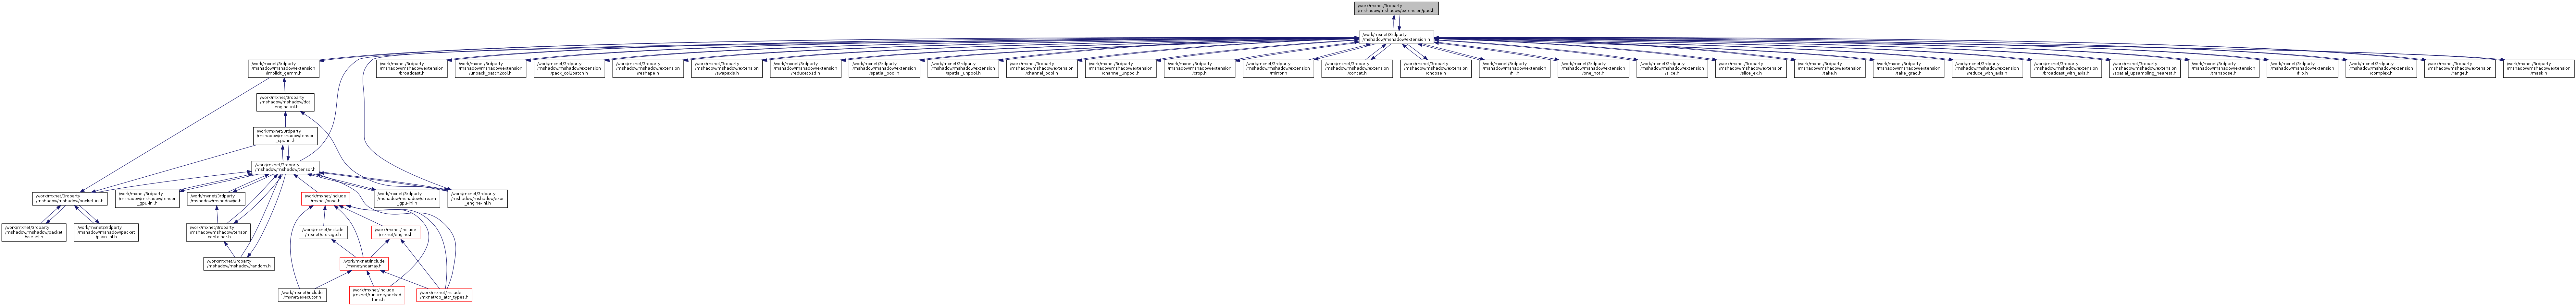 /work/mxnet/3rdparty
/mshadow/mshadow/extension/pad.h
/work/mxnet/3rdparty
/mshadow/mshadow/extension.h
/work/mxnet/3rdparty
/mshadow/mshadow/extension
/implicit_gemm.h
/work/mxnet/3rdparty
/mshadow/mshadow/extension
/broadcast.h
/work/mxnet/3rdparty
/mshadow/mshadow/extension
/unpack_patch2col.h
/work/mxnet/3rdparty
/mshadow/mshadow/extension
/pack_col2patch.h
/work/mxnet/3rdparty
/mshadow/mshadow/extension
/reshape.h
/work/mxnet/3rdparty
/mshadow/mshadow/extension
/swapaxis.h
/work/mxnet/3rdparty
/mshadow/mshadow/extension
/reduceto1d.h
/work/mxnet/3rdparty
/mshadow/mshadow/extension
/spatial_pool.h
/work/mxnet/3rdparty
/mshadow/mshadow/extension
/spatial_unpool.h
/work/mxnet/3rdparty
/mshadow/mshadow/extension
/channel_pool.h
/work/mxnet/3rdparty
/mshadow/mshadow/extension
/channel_unpool.h
/work/mxnet/3rdparty
/mshadow/mshadow/extension
/crop.h
/work/mxnet/3rdparty
/mshadow/mshadow/extension
/mirror.h
/work/mxnet/3rdparty
/mshadow/mshadow/extension
/concat.h
/work/mxnet/3rdparty
/mshadow/mshadow/extension
/choose.h
/work/mxnet/3rdparty
/mshadow/mshadow/extension
/fill.h
/work/mxnet/3rdparty
/mshadow/mshadow/extension
/one_hot.h
/work/mxnet/3rdparty
/mshadow/mshadow/extension
/slice.h
/work/mxnet/3rdparty
/mshadow/mshadow/extension
/slice_ex.h
/work/mxnet/3rdparty
/mshadow/mshadow/extension
/take.h
/work/mxnet/3rdparty
/mshadow/mshadow/extension
/take_grad.h
/work/mxnet/3rdparty
/mshadow/mshadow/extension
/reduce_with_axis.h
/work/mxnet/3rdparty
/mshadow/mshadow/extension
/broadcast_with_axis.h
/work/mxnet/3rdparty
/mshadow/mshadow/extension
/spatial_upsampling_nearest.h
/work/mxnet/3rdparty
/mshadow/mshadow/extension
/transpose.h
/work/mxnet/3rdparty
/mshadow/mshadow/extension
/flip.h
/work/mxnet/3rdparty
/mshadow/mshadow/extension
/complex.h
/work/mxnet/3rdparty
/mshadow/mshadow/extension
/range.h
/work/mxnet/3rdparty
/mshadow/mshadow/extension
/mask.h
/work/mxnet/3rdparty
/mshadow/mshadow/dot
_engine-inl.h
/work/mxnet/3rdparty
/mshadow/mshadow/tensor
_cpu-inl.h
/work/mxnet/3rdparty
/mshadow/mshadow/tensor.h
/work/mxnet/3rdparty
/mshadow/mshadow/packet-inl.h
/work/mxnet/3rdparty
/mshadow/mshadow/tensor
_gpu-inl.h
/work/mxnet/3rdparty
/mshadow/mshadow/io.h
/work/mxnet/include
/mxnet/base.h
/work/mxnet/3rdparty
/mshadow/mshadow/stream
_gpu-inl.h
/work/mxnet/3rdparty
/mshadow/mshadow/expr
_engine-inl.h
/work/mxnet/3rdparty
/mshadow/mshadow/packet
/sse-inl.h
/work/mxnet/3rdparty
/mshadow/mshadow/packet
/plain-inl.h
/work/mxnet/3rdparty
/mshadow/mshadow/tensor
_container.h
/work/mxnet/include
/mxnet/storage.h
/work/mxnet/include
/mxnet/engine.h
/work/mxnet/3rdparty
/mshadow/mshadow/random.h
/work/mxnet/include
/mxnet/ndarray.h
/work/mxnet/include
/mxnet/executor.h
/work/mxnet/include
/mxnet/runtime/packed
_func.h
/work/mxnet/include
/mxnet/op_attr_types.h